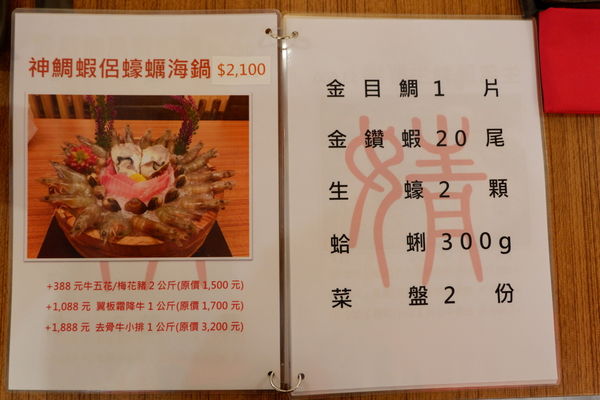 神鯛蝦侶蠔蠣海鍋 $2,100
+388 元牛五花/梅花豬 2 公斤(原價 1,500 元)
+1,088 元 翼板霜降牛 1 公斤(原價 1,700 元)
+1,888 元 去骨牛小排 1 公斤(原價 3,200 元)
金目鯛 1 片
金鑽蝦 20 尾
生蠔 2 顆
蛤蜊 300g
菜盤 2 份